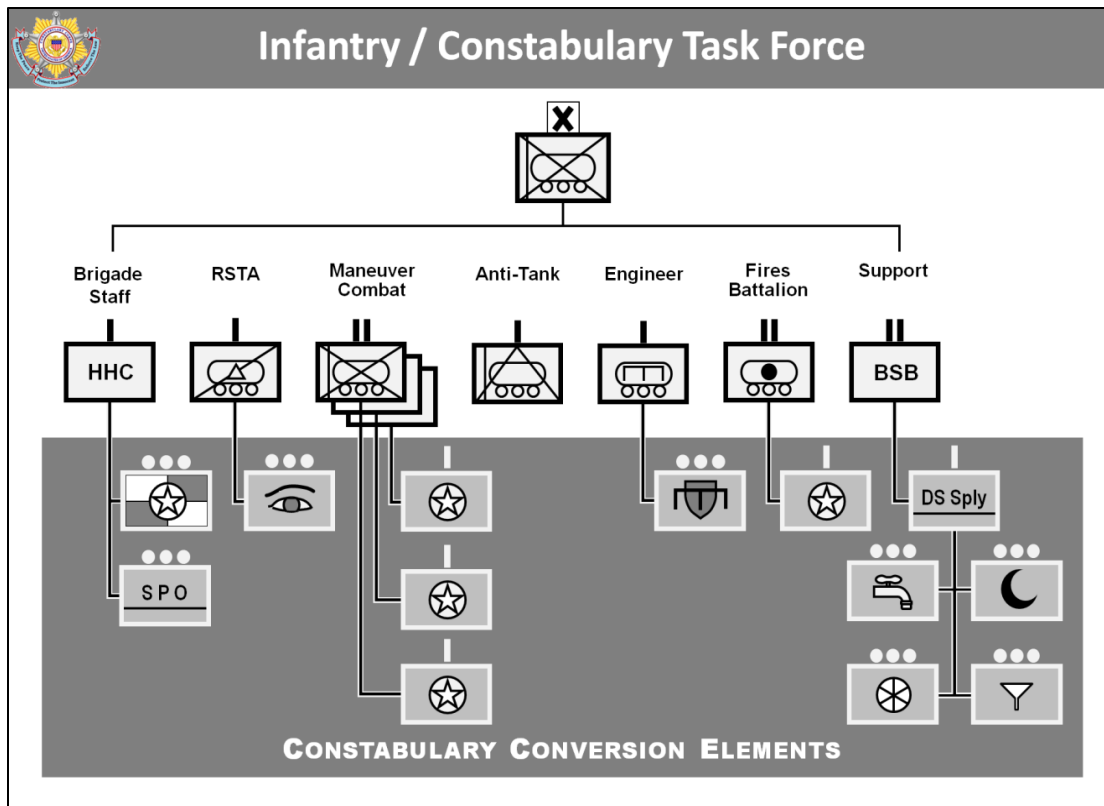 Infantry / Constabulary Task Force
Brigade
Staff
RSTA
Maneuver
Combat
Anti-Tank
Engineer
Fires
Battalion
Support
HHC
BSB
DS Sply
S P O
CONSTABULARY CONVERSION ELEMENTS